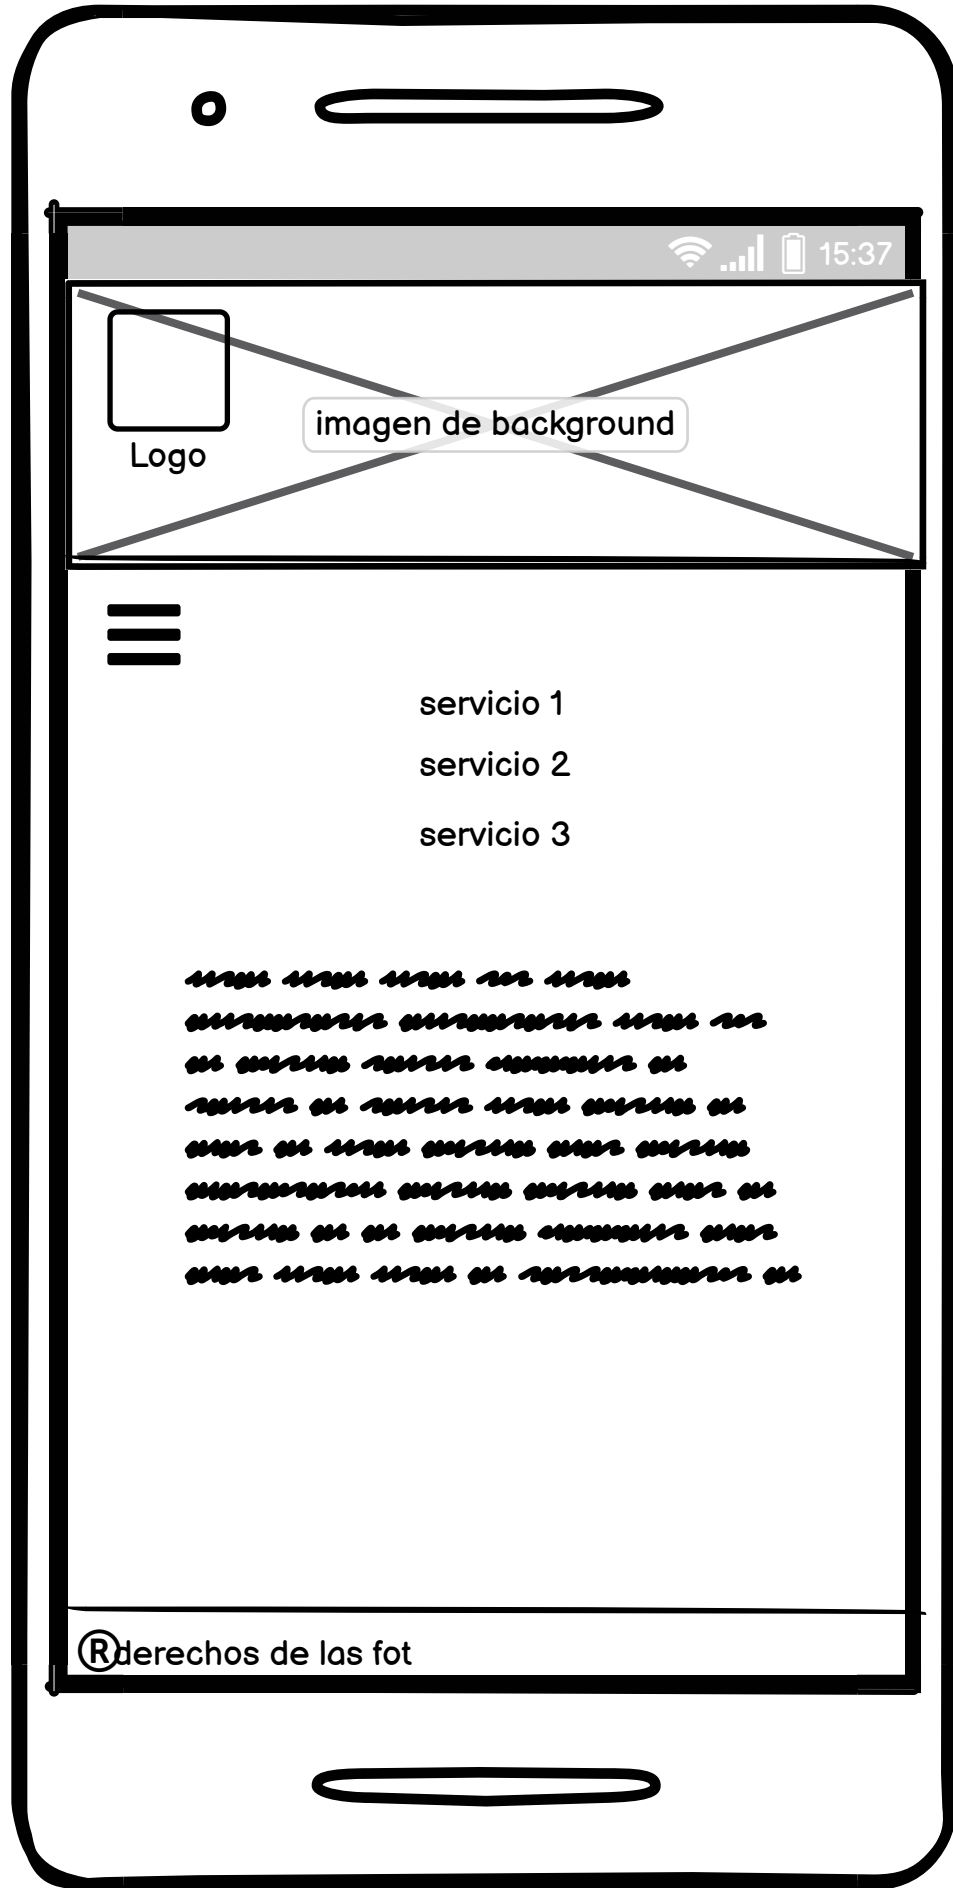 15:37
imagen de background
Logo
servicio 1
servicio 2
servicio 3
®derechos de las fot